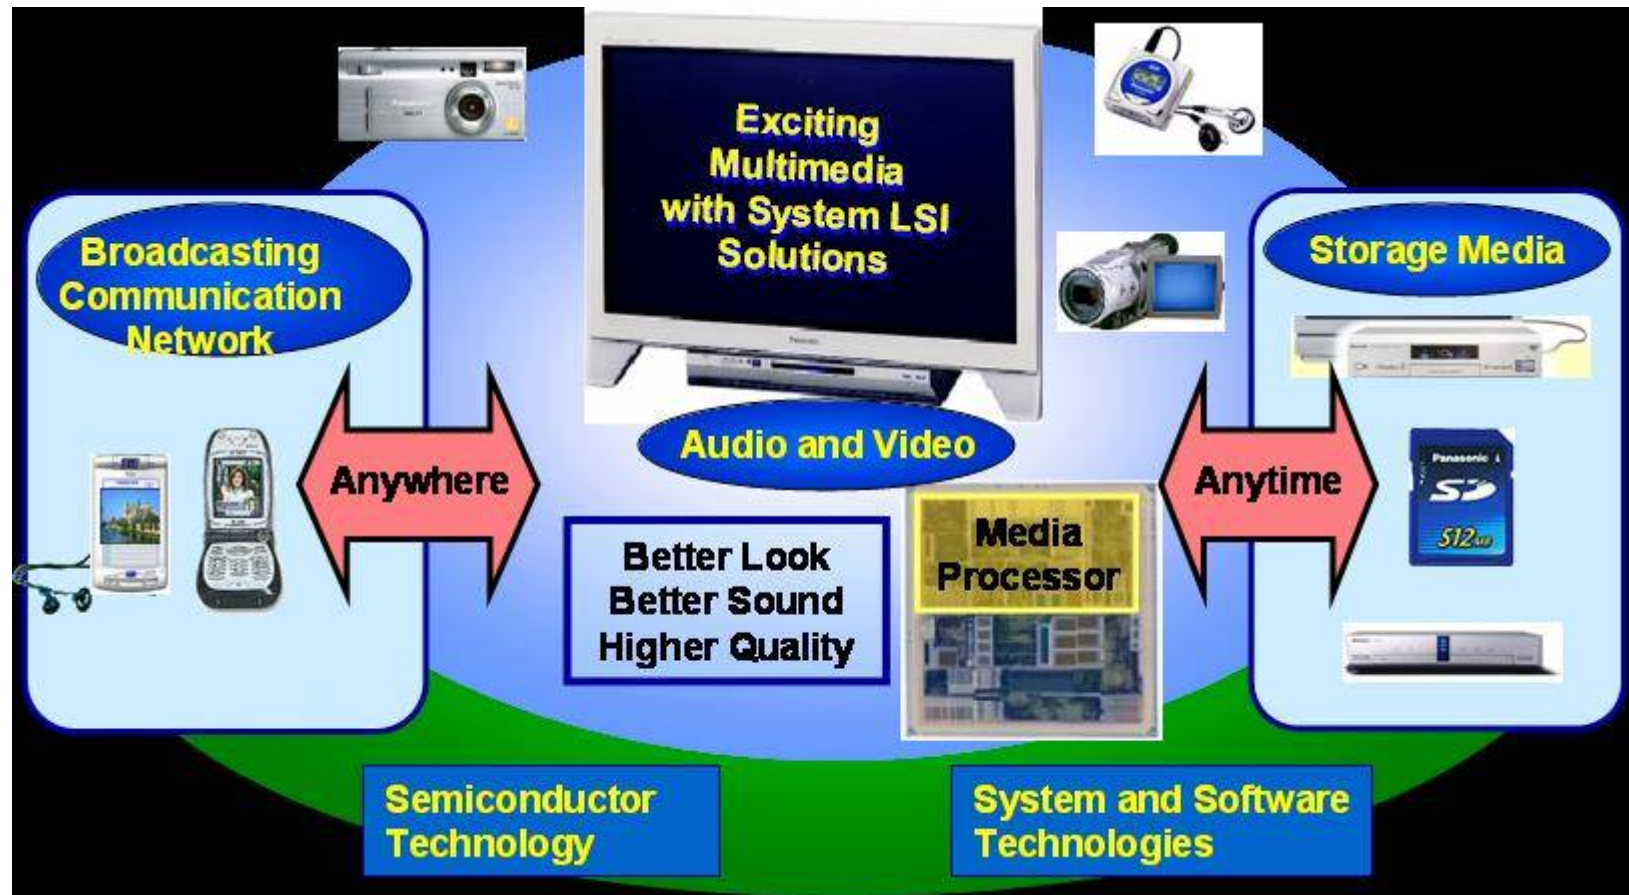 Exciting
Multimedia
with System LSI
Solutions
Panasonic
Broadcasting
Communication
Network
Storage Media
Anywhere
Audio and Video
Anytime
Panasonic
SD
512MB
Better Look
Better Sound
Higher Quality
Media
Processor
Semiconductor
Technology
System and Software
Technologies